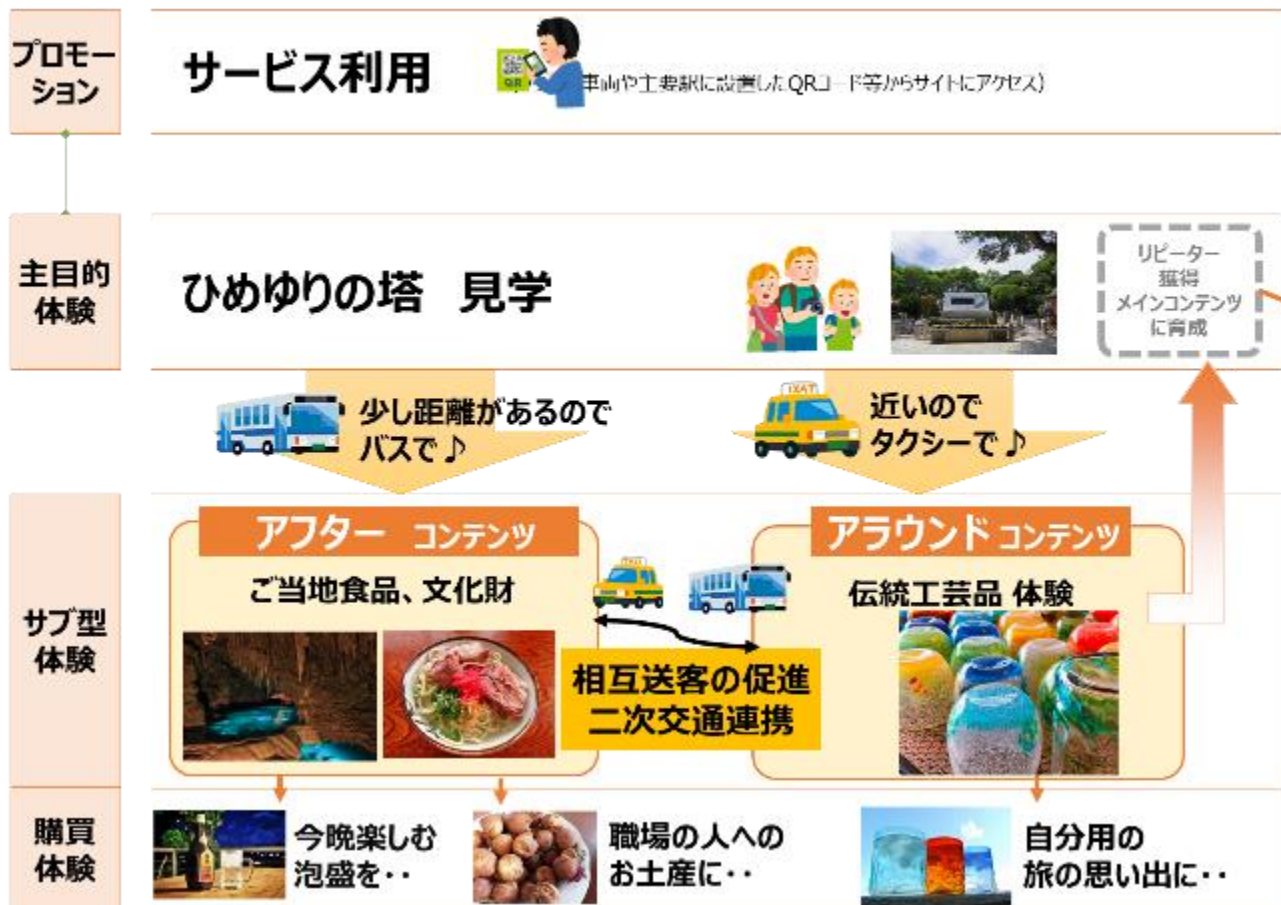 プロモー
ション
サービス利用
QR
車両や主要駅に設置したQRコード等からサイトにアクセス)
主目的
体験
ひめゆりの塔 見学
リピーター
獲得
メインコンテンツ
に育成
少し距離があるので
バスで♪
TAXI
近いので
タクシーで♪
サブ型
体験
アフター コンテンツ
ご当地食品、文化財
アラウンド コンテンツ
伝統工芸品 体験
相互送客の促進
二次交通連携
購買
体験
今晩楽しむ
泡盛を‥
職場の人への
お土産に‥
自分用の
旅の思い出に‥